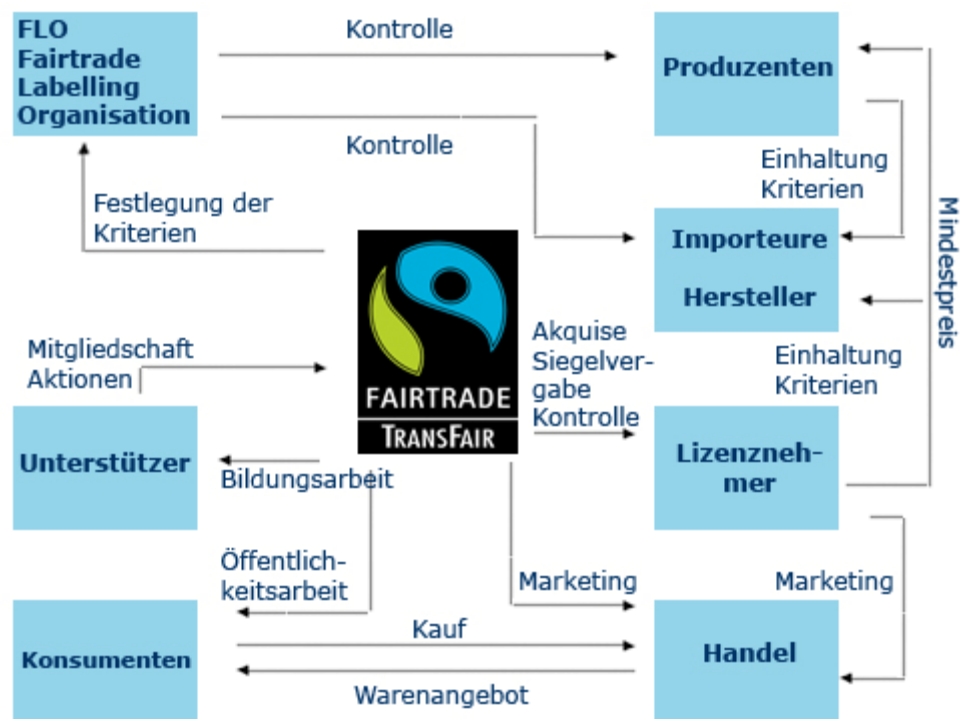 FLO
Fairtrade
Labelling
Organisation
Kontrolle
Kontrolle
Produzenten
Einhaltung
Kriterien
Festlegung der
Kriterien
Importeure
Hersteller
Mindestpreis
Mitgliedschaft
Aktionen
FAIRTRADE
TRANSFAIR
Akquise
Siegelver-
gabe
Kontrolle
Einhaltung
Kriterien
Unterstützer
Bildungsarbeit
Lizenzneh-
mer
Öffentlich-
keitsarbeit
Marketing
Marketing
Konsumenten
Kauf
Warenangebot
Handel